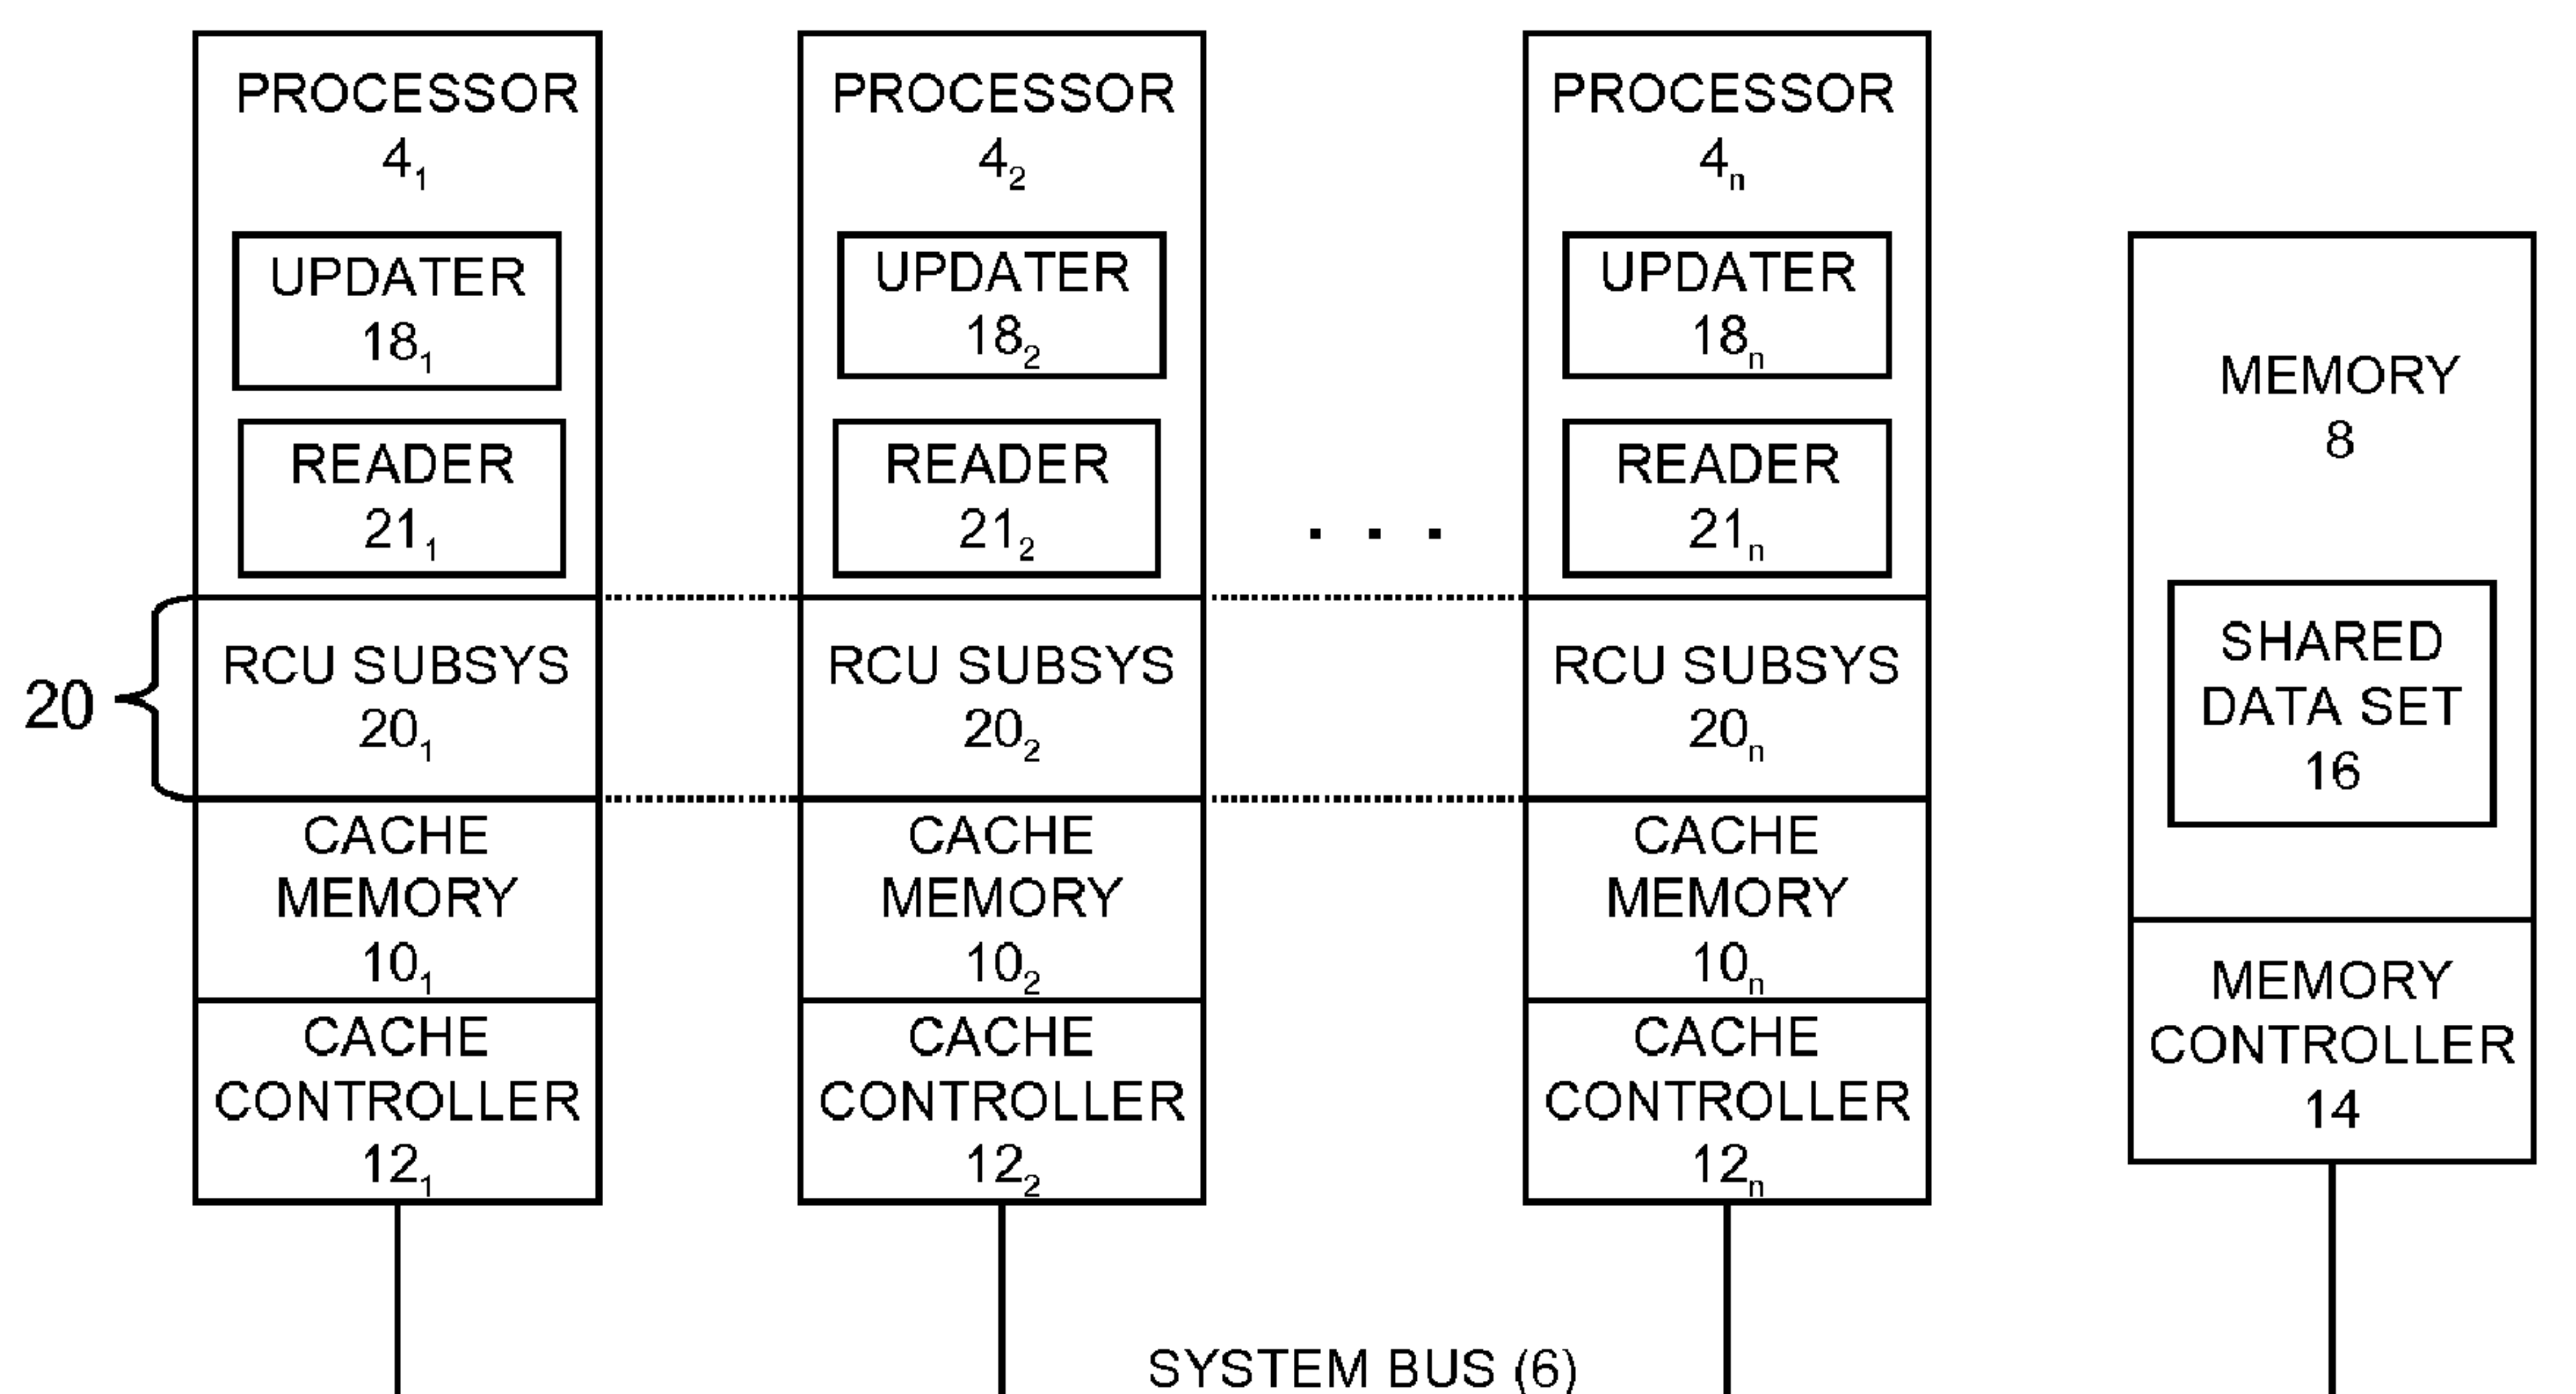 PROCESSOR
4₁
UPDATER
18₁
READER
21₁
RCU SUBSYS
20₁
CACHE
MEMORY
10₁
CACHE
CONTROLLER
12₁
20
PROCESSOR
4₂
UPDATER
18₂
READER
21₂
RCU SUBSYS
20₂
CACHE
MEMORY
10₂
CACHE
CONTROLLER
12₂
. . .
PROCESSOR
4ₙ
UPDATER
18ₙ
READER
21ₙ
RCU SUBSYS
20ₙ
CACHE
MEMORY
10ₙ
CACHE
CONTROLLER
12ₙ
MEMORY
8
SHARED
DATA SET
16
MEMORY
CONTROLLER
14
SYSTEM BUS (6)